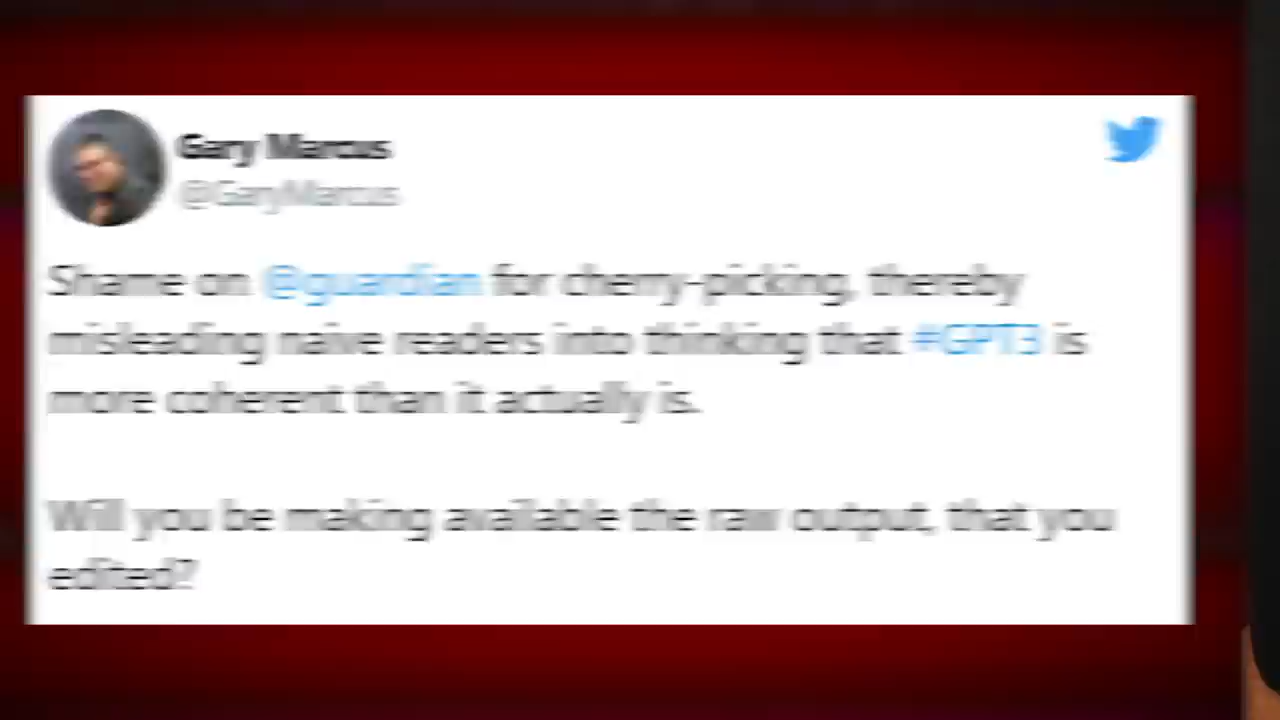 Gary Marcus
@GaryMarcus
Shame on @guardian for cherry-picking, thereby
misleading naive readers into thinking that #GPT3 is
more coherent than it actually is.
Will you be making available the raw output, that you
edited?